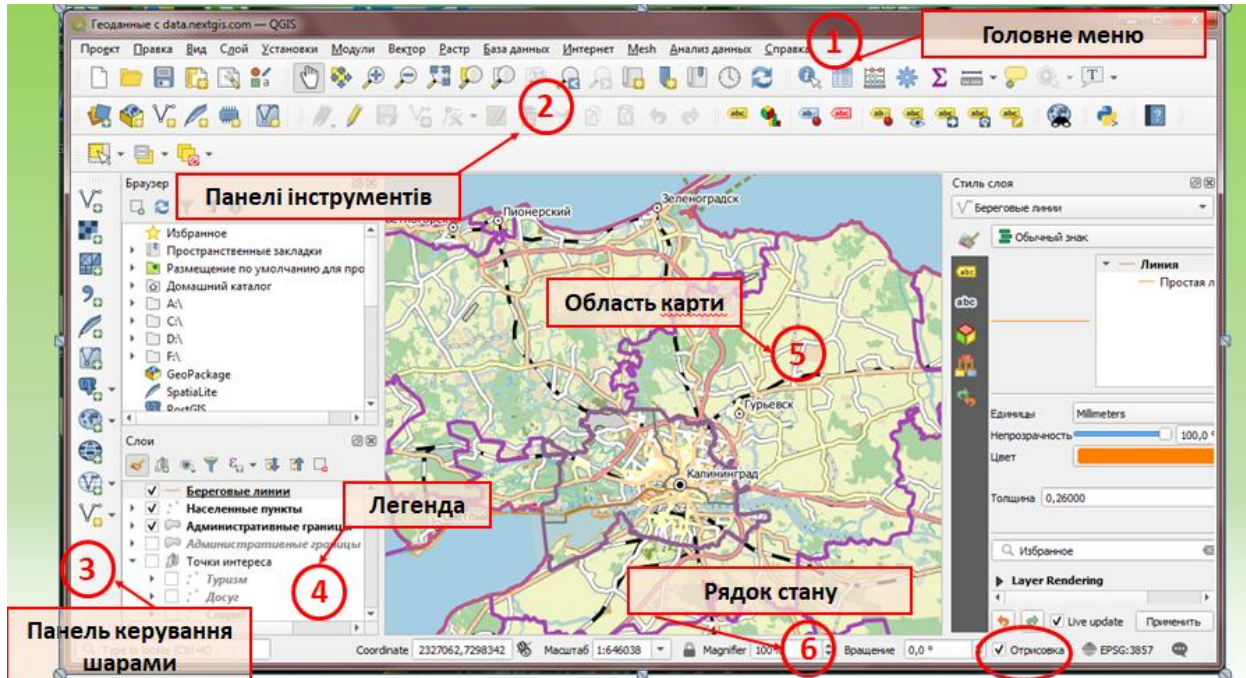 Геоданные с data.nextgis.com — QGIS
Проект Правка Вид Слой Установки Модули Вектор Растр База данных Интернет Mesh Анализ данных Справка
1
Головне меню
2
Панелі інструментів
Браузер
Избранное
Пространственные закладки
Размещение по умолчанию для про
Домашний каталог
A:\
C:\
D:\
F:\
GeoPackage
SpatiaLite
PostGIS
Слои
Береговые линии
Населенные пункты
Административные границы
Административные границы
Точки интереса
Туризм
Досуг
3
Панель керування
шарами
Легенда
4
Пионерский
Зеленоградск
Область карти
5
Гурьевск
Калининград
Рядок стану
6
Стиль слоя
Береговые линии
Обычный знак
Линия
Простая л
Единицы Millimeters
Непрозрачность 100,0
Цвет
Толщина 0,26000
Избранное
Layer Rendering
Live update Применить
Coordinate 2327062,7298342 Масштаб 1:646038 Magnifier 100% Вращение 0,0 ° Отрисовка EPSG:3857